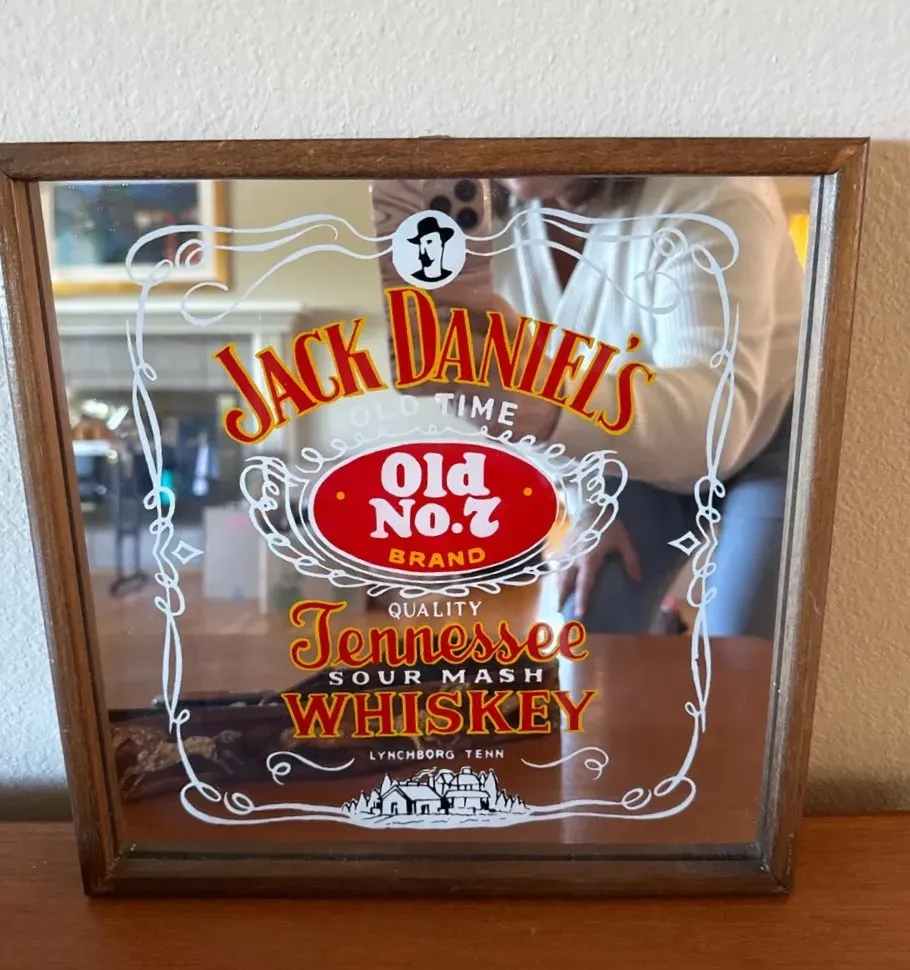 JACK DANIEL'S
OLD TIME
Old
No.7
BRAND
QUALITY
Tennessee
SOUR MASH
WHISKEY
LYNCHBORG TENN